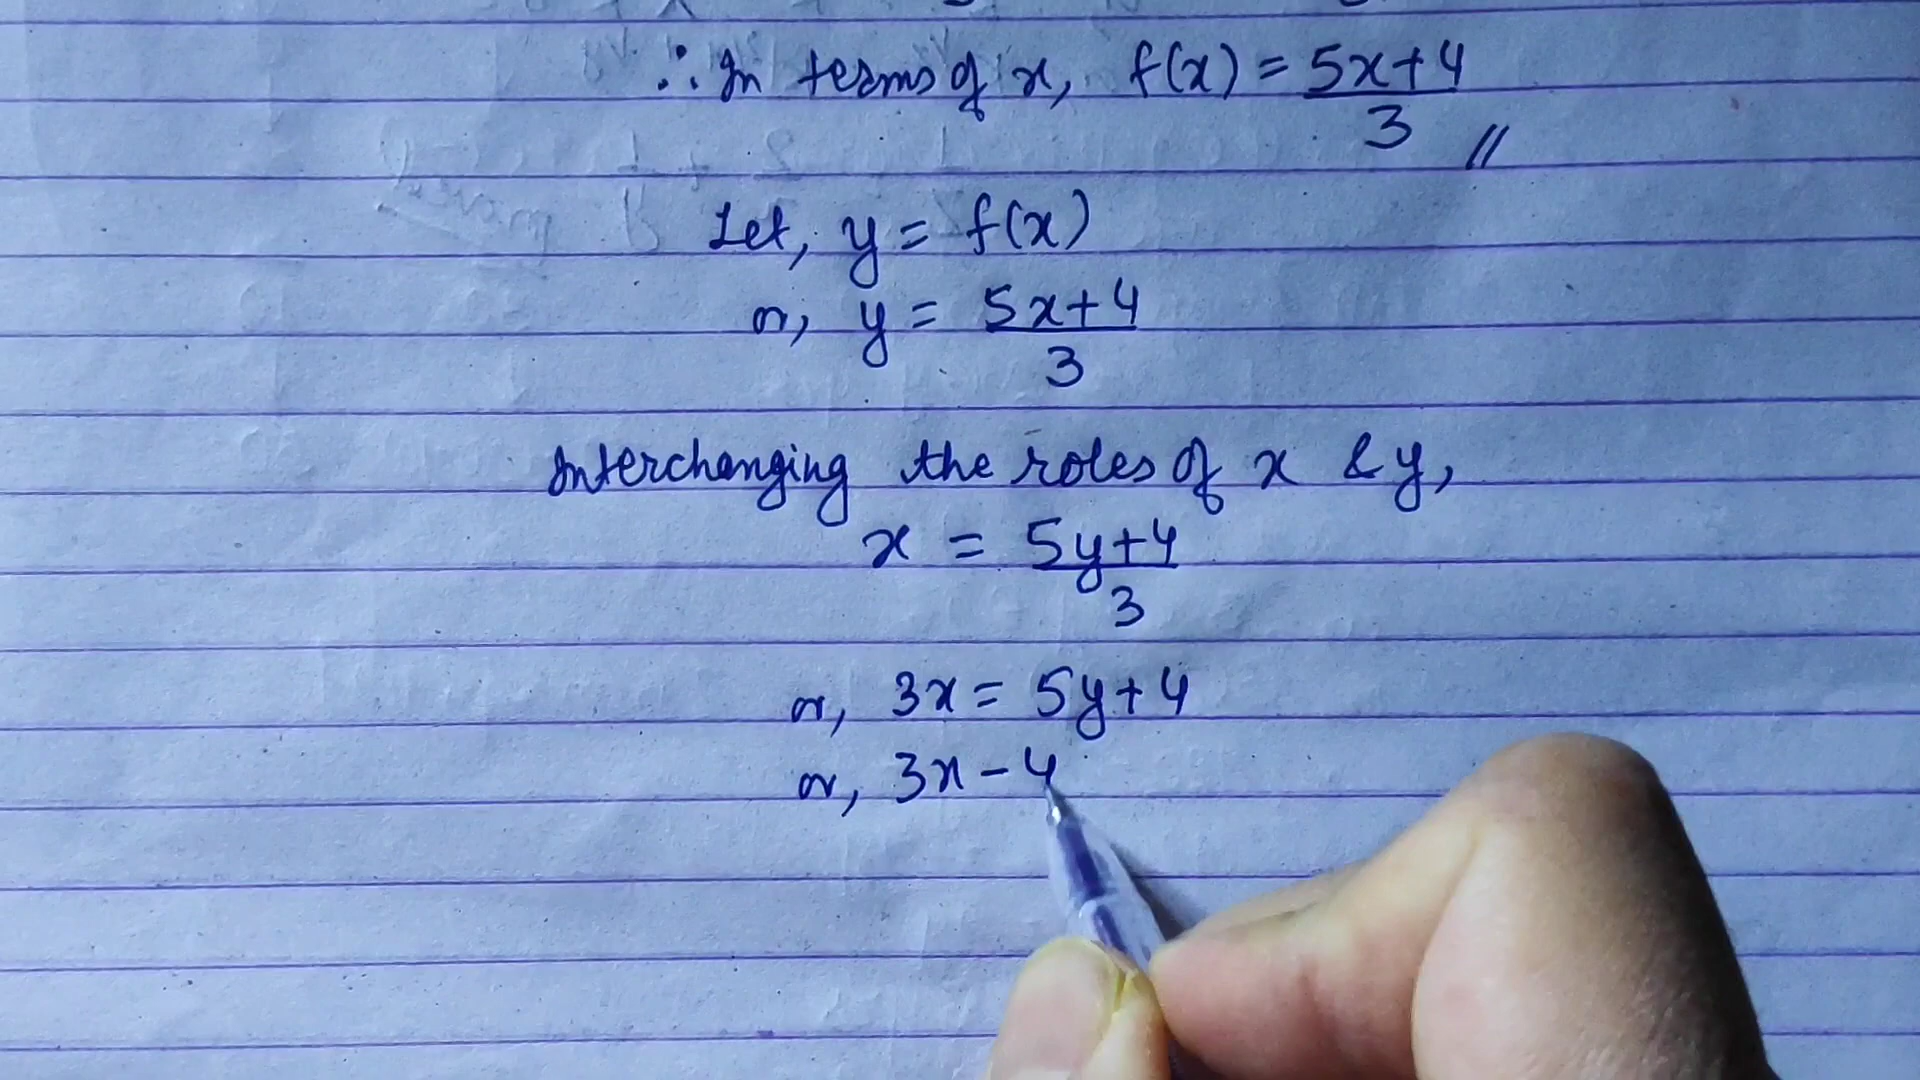 ∴ In terms of x, f(x) = 5x+4
3 //
Let, y = f(x)
or, y = 5x+4
3
Interchanging the roles of x & y,
x = 5y+4
3
or, 3x = 5y+4
or, 3x - 4